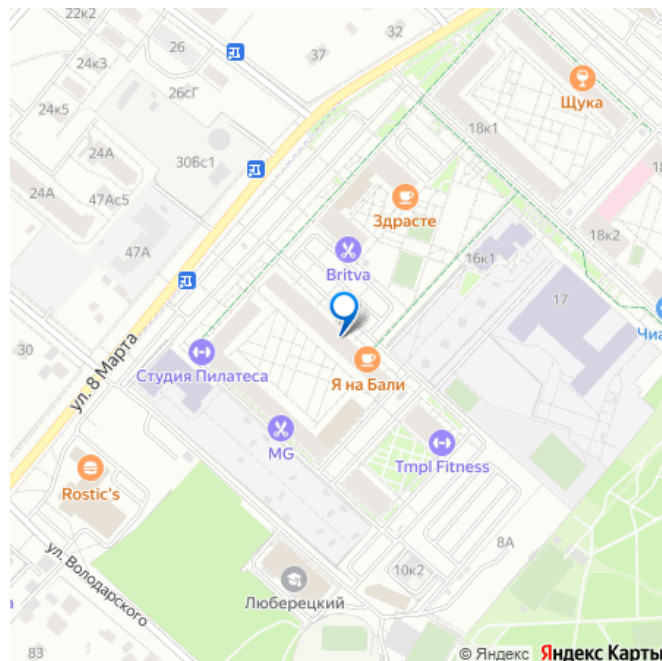 22к2
32
26
37
24к3
26сГ
24к5
Щука
18к1
24А
30Бс1
24А
47Ас5
Здрасте
18к2
47А
Britva
16к1
17
30
ул. 8 Марта
Студия Пилатеса
Я на Бали
MG
Tmpl Fitness
Rostic's
8А
ул. Володарского
10к2
Люберецкий
83
© Яндекс Яндекс Карты